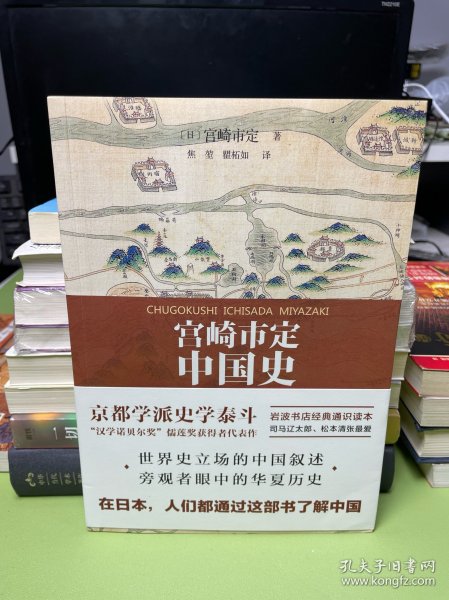 TH0210E
[日] 宫崎市定 著
焦堃 瞿柘如 译
CHUGOKUSHI ICHISADA MIYAZAKI
宫崎市定
中国史
京都学派史学泰斗
“汉学诺贝尔奖”儒莲奖获得者代表作
岩波书店经典通识读本
司马辽太郎、松本清张最爱
世界史立场的中国叙述
旁观者眼中的华夏历史
在日本，人们都通过这部书了解中国
孔夫子旧书网
www.kongfz.com